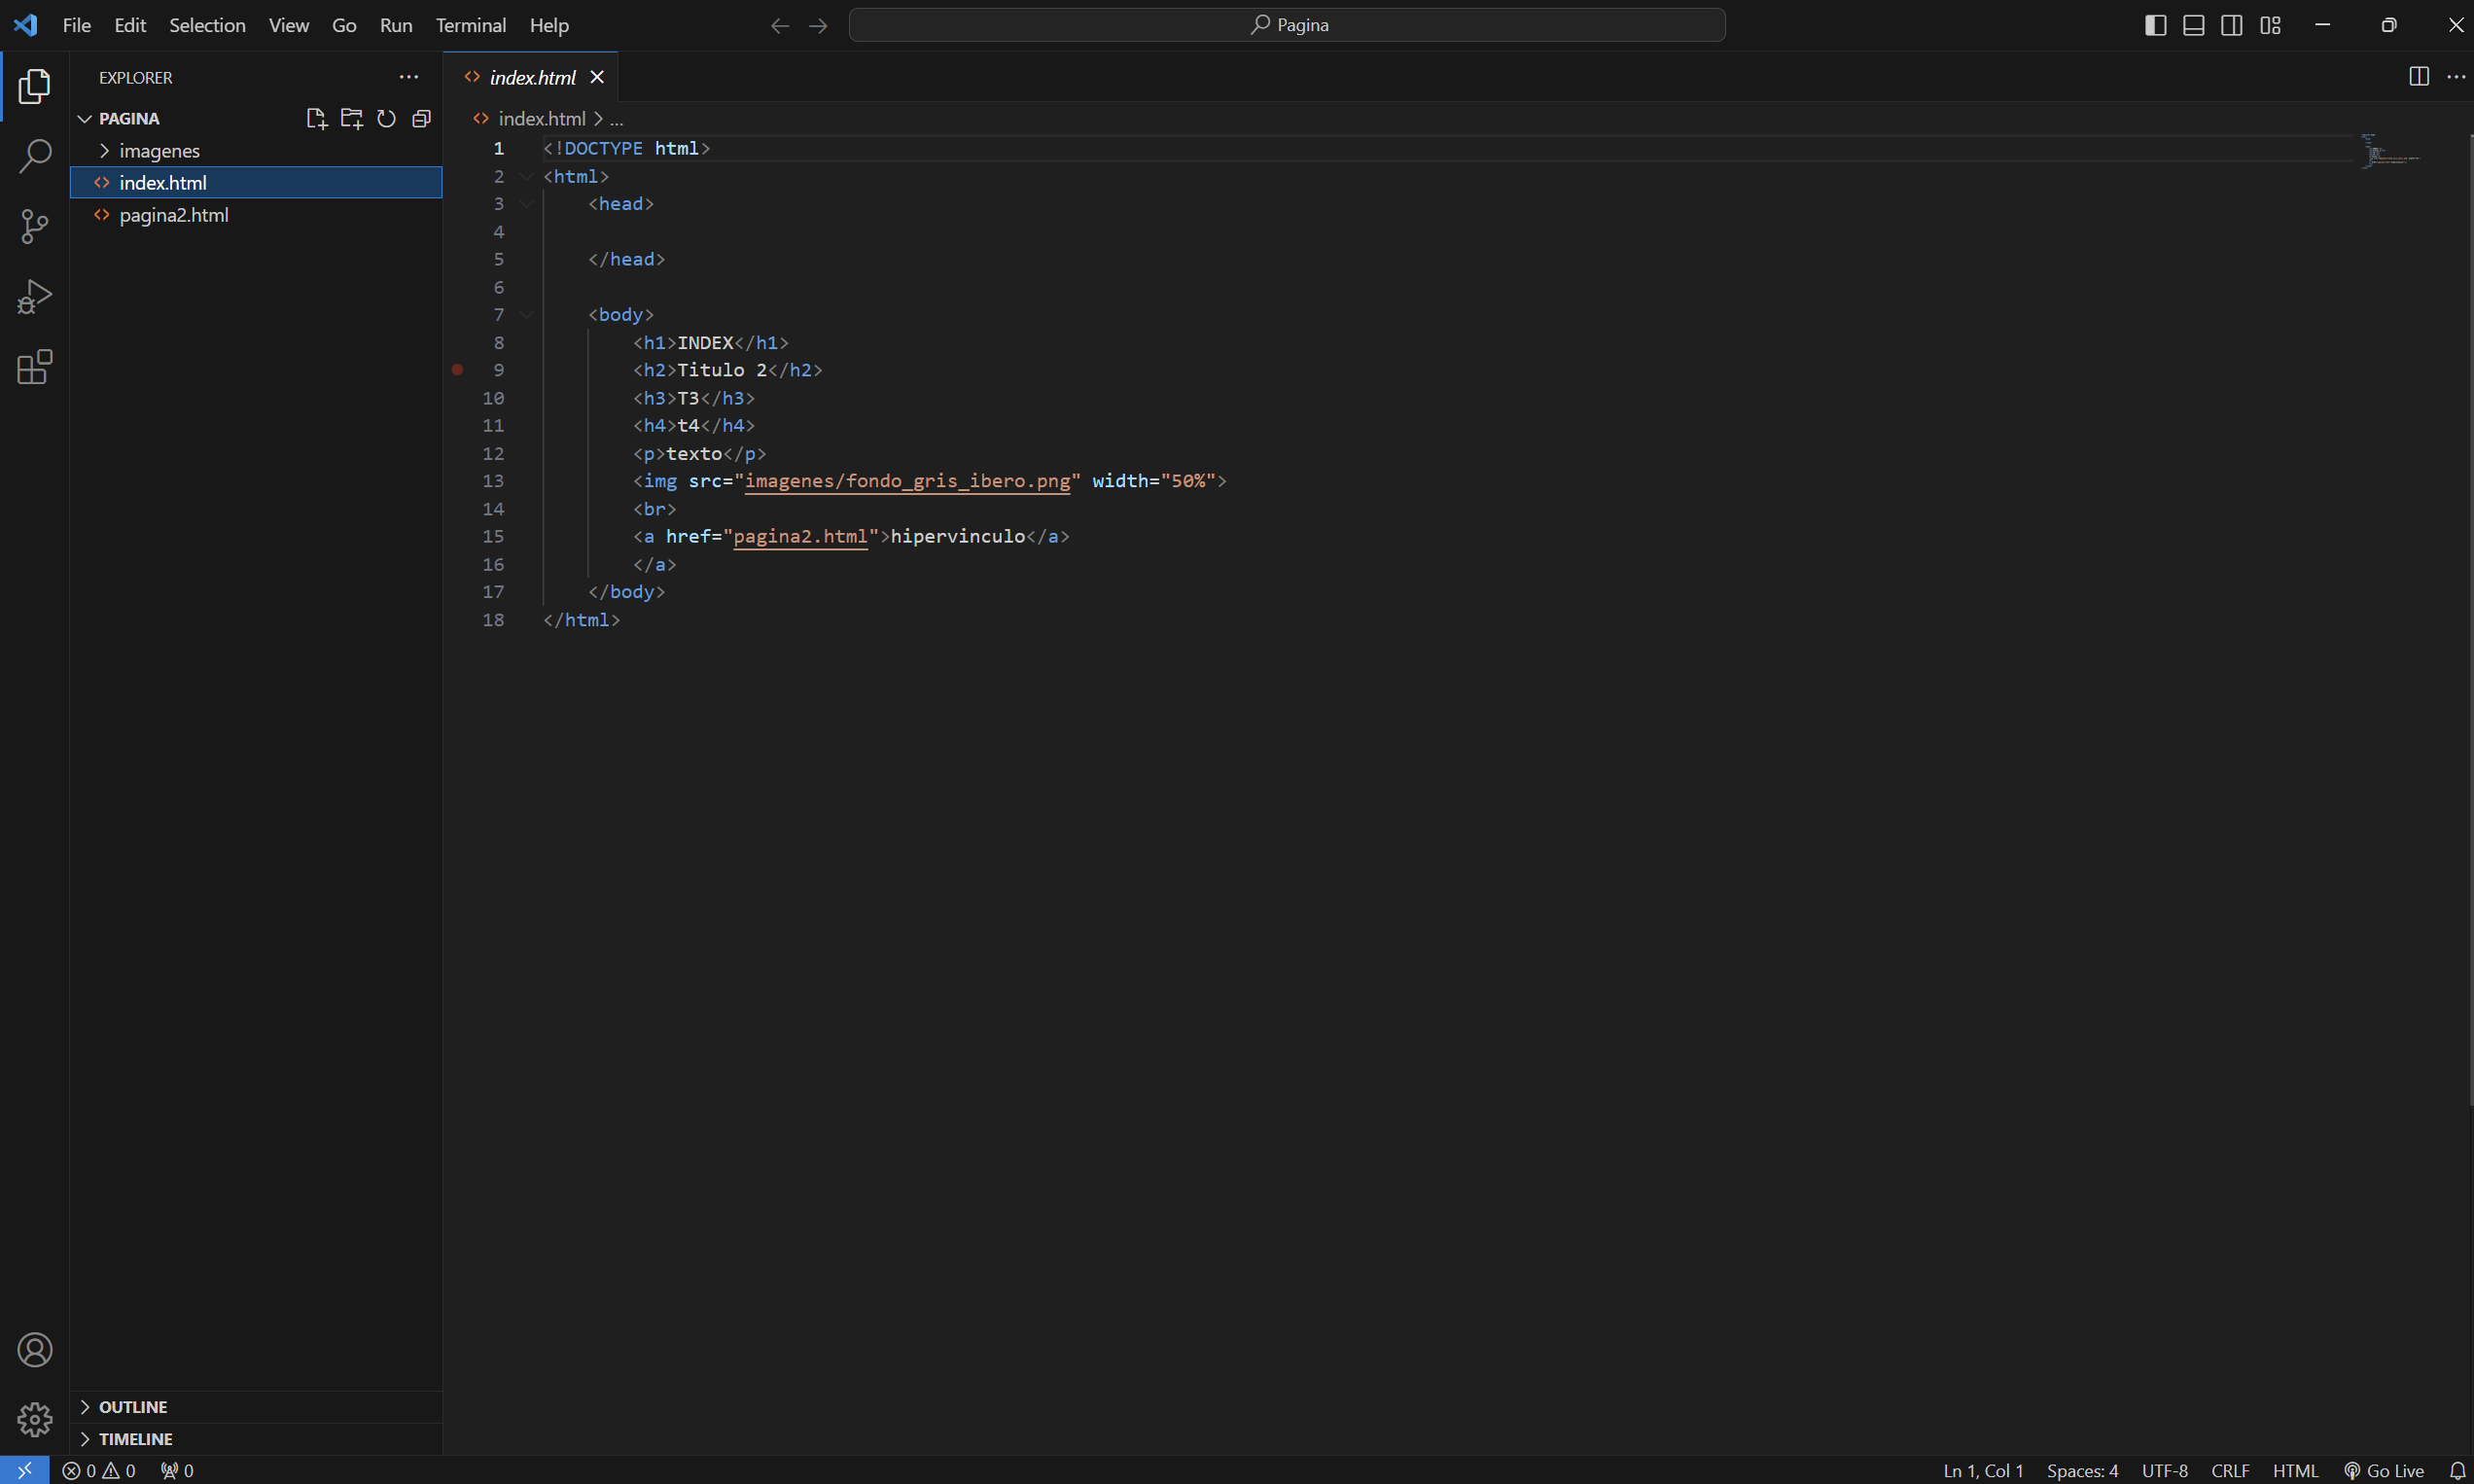 File Edit Selection View Go Run Terminal Help
Pagina
EXPLORER
PAGINA
imagenes
index.html
pagina2.html
OUTLINE
TIMELINE
index.html
index.html > ...
1 <!DOCTYPE html>
2 <html>
3 <head>
4
5 </head>
6
7 <body>
8 <h1>INDEX</h1>
9 <h2>Titulo 2</h2>
10 <h3>T3</h3>
11 <h4>t4</h4>
12 <p>texto</p>
13 <img src="imagenes/fondo_gris_ibero.png" width="50%">
14 <br>
15 <a href="pagina2.html">hipervinculo</a>
16 </a>
17 </body>
18 </html>
0 0 0 Ln 1, Col 1 Spaces: 4 UTF-8 CRLF HTML Go Live